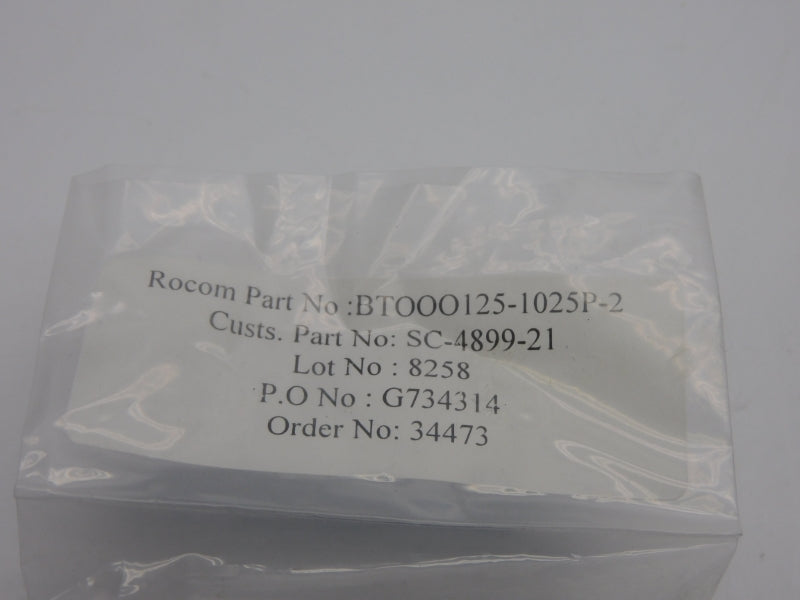 Rocom Part No :BTOOO125-1025P-2
Custs. Part No: SC-4899-21
Lot No : 8258
P.O No : G734314
Order No: 34473